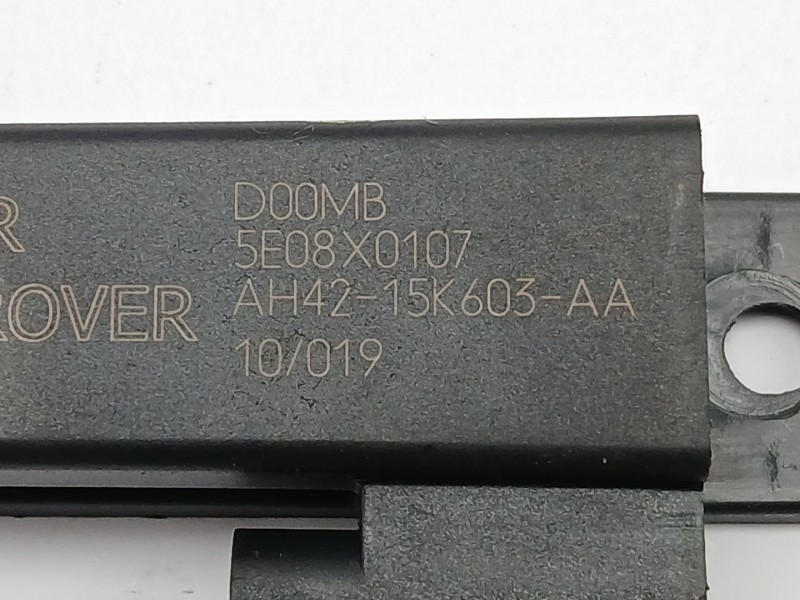 R
ROVER
D00MB
5E08X0107
AH42-15K603-AA
10/019